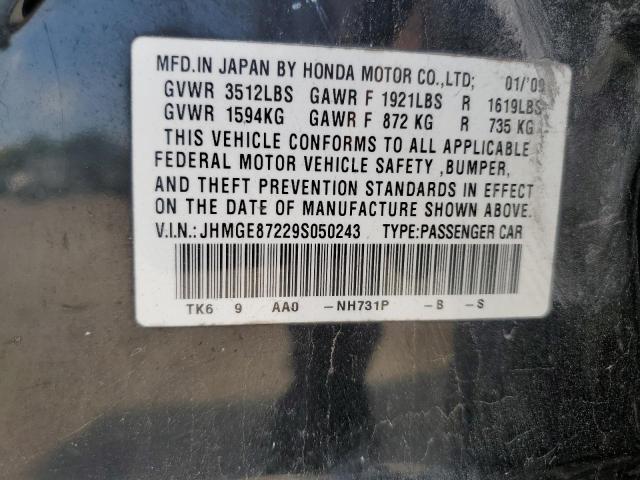 MFD.IN JAPAN BY HONDA MOTOR CO.,LTD; 01/'09
GVWR 3512LBS GAWR F 1921LBS R 1619LBS
GVWR 1594KG GAWR F 872 KG R 735 KG
THIS VEHICLE CONFORMS TO ALL APPLICABLE
FEDERAL MOTOR VEHICLE SAFETY ,BUMPER,
AND THEFT PREVENTION STANDARDS IN EFFECT
ON THE DATE OF MANUFACTURE SHOWN ABOVE.
V.I.N.:JHMGE87229S050243 TYPE:PASSENGER CAR
TK6 9 AA0 -NH731P -B -S